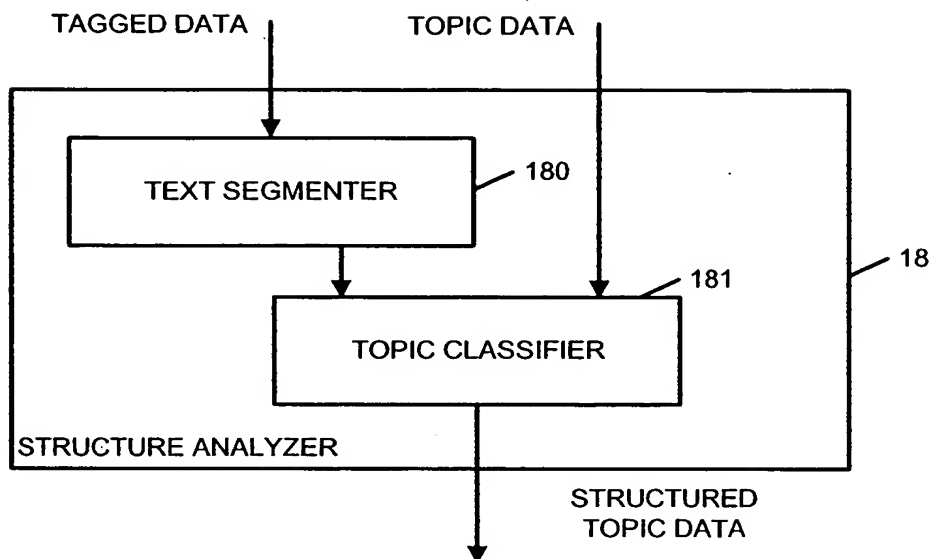 TAGGED DATA
TOPIC DATA
TEXT SEGMENTER
180
18
181
TOPIC CLASSIFIER
STRUCTURE ANALYZER
STRUCTURED
TOPIC DATA